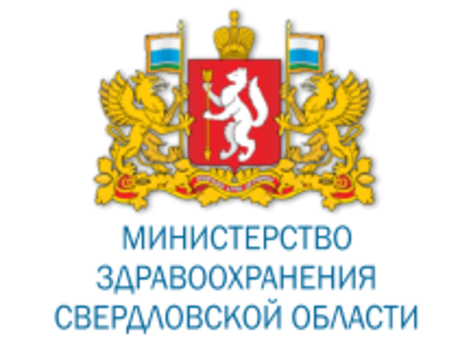 МИНИСТЕРСТВО
ЗДРАВООХРАНЕНИЯ
СВЕРДЛОВСКОЙ ОБЛАСТИ